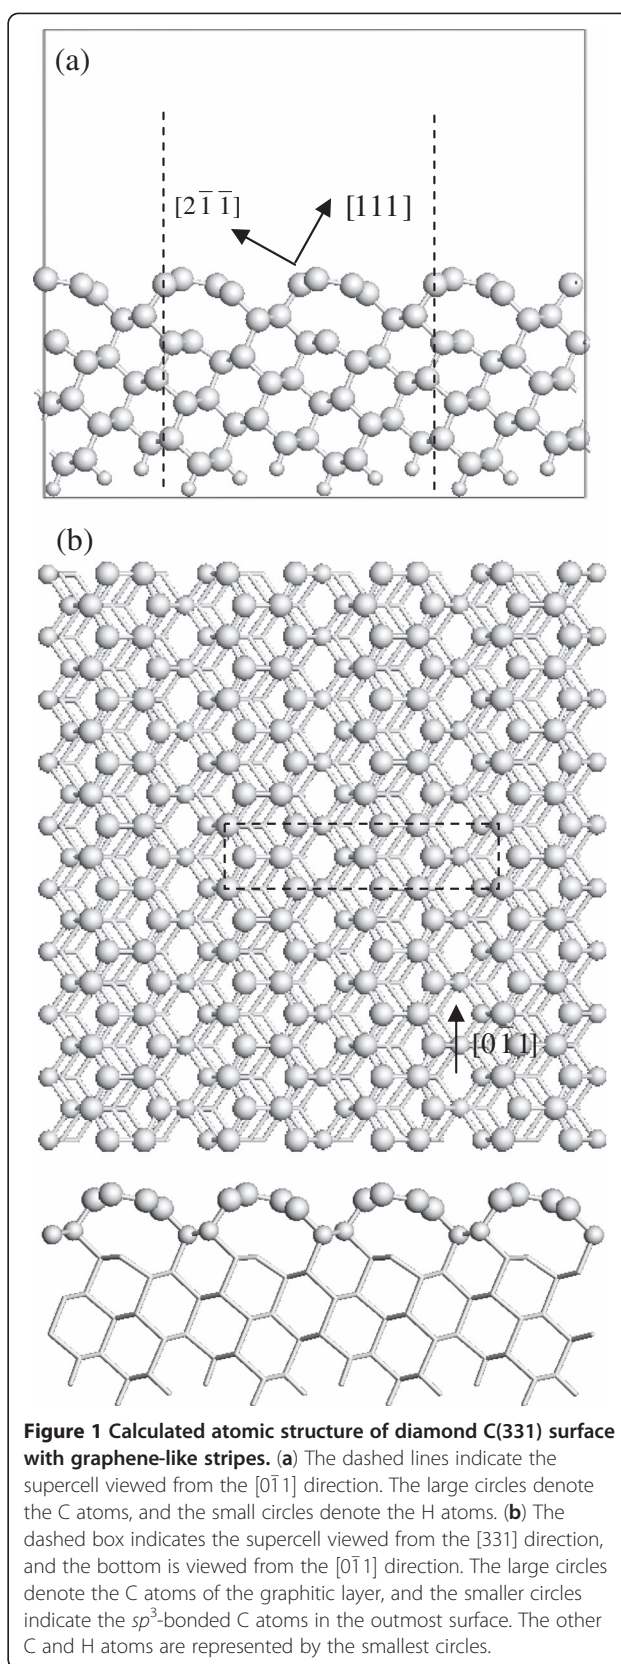 (a)
[2 1̅ 1̅]
[111]
(b)
[01̅1]
Figure 1 Calculated atomic structure of diamond C(331) surface
with graphene-like stripes. (a) The dashed lines indicate the
supercell viewed from the [01̅1] direction. The large circles denote
the C atoms, and the small circles denote the H atoms. (b) The
dashed box indicates the supercell viewed from the [331] direction,
and the bottom is viewed from the [01̅1] direction. The large circles
denote the C atoms of the graphitic layer, and the smaller circles
indicate the sp³-bonded C atoms in the outmost surface. The other
C and H atoms are represented by the smallest circles.